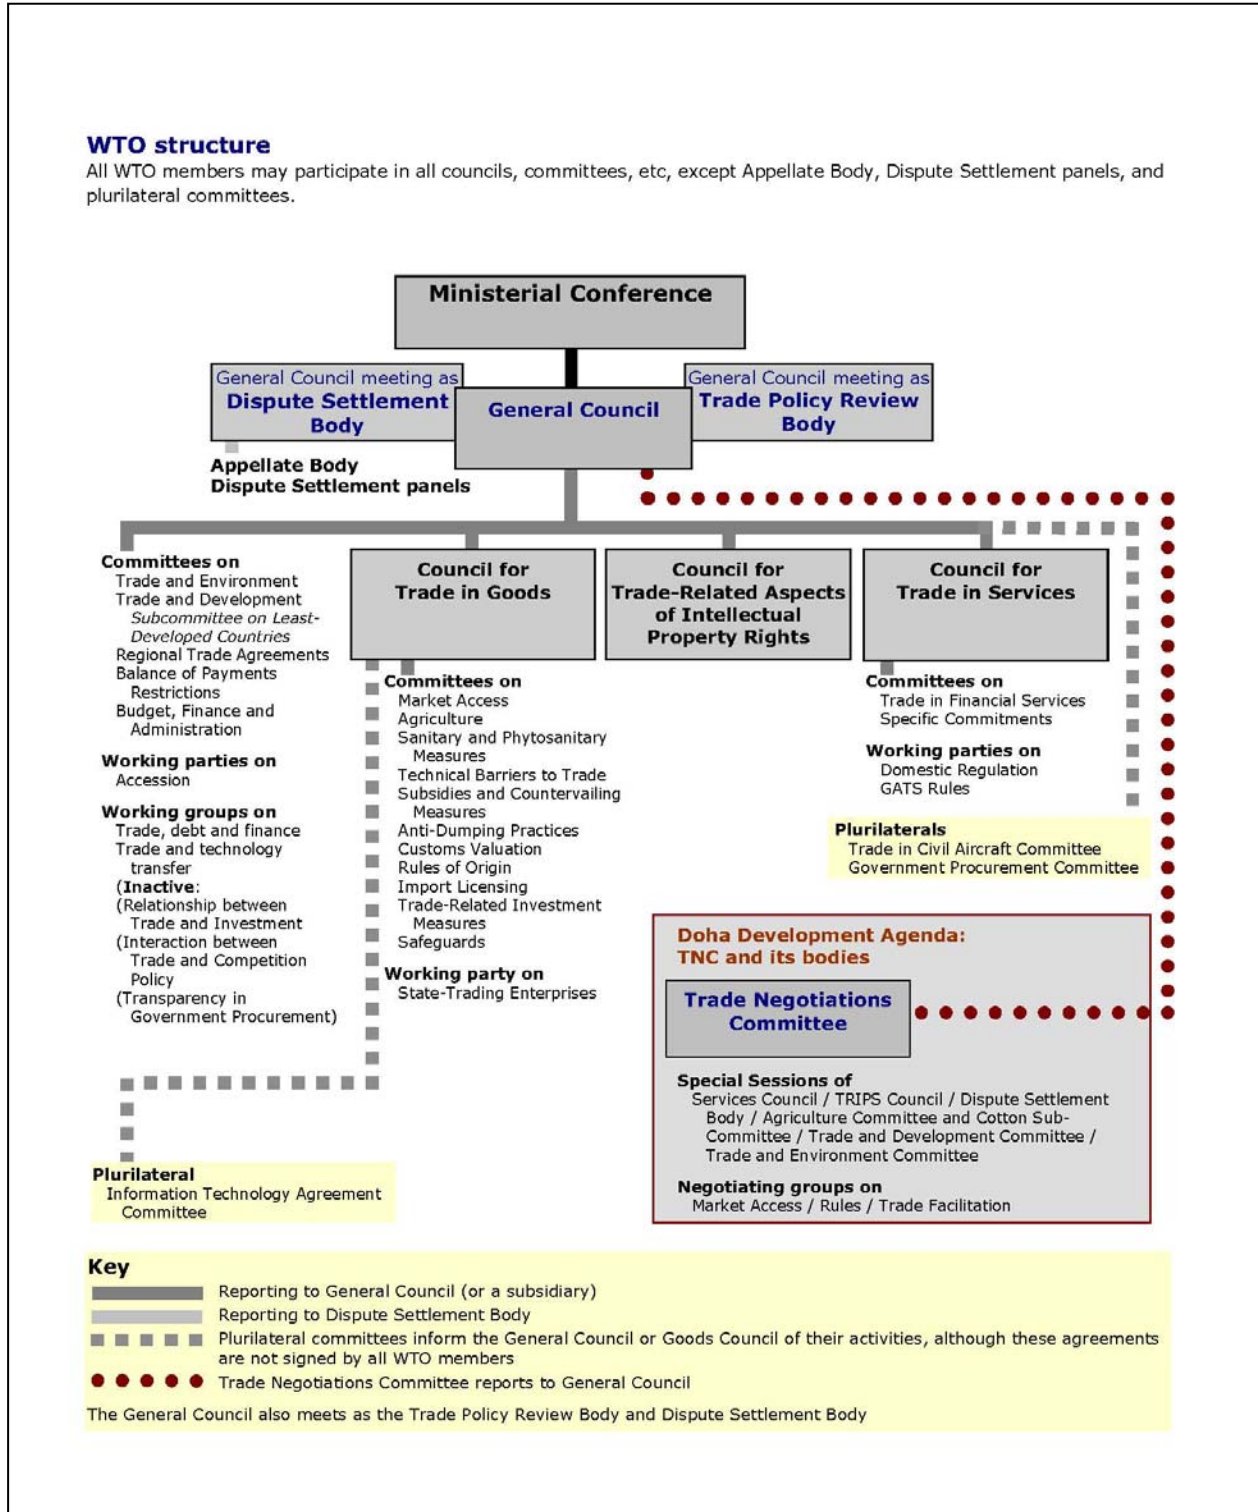 WTO structure
All WTO members may participate in all councils, committees, etc, except Appellate Body, Dispute Settlement panels, and
plurilateral committees.
Ministerial Conference
General Council meeting as
Dispute Settlement
Body
General Council
General Council meeting as
Trade Policy Review
Body
Appellate Body
Dispute Settlement panels
Committees on
Trade and Environment
Trade and Development
Subcommittee on Least-
Developed Countries
Regional Trade Agreements
Balance of Payments
Restrictions
Budget, Finance and
Administration
Working parties on
Accession
Working groups on
Trade, debt and finance
Trade and technology
transfer
(Inactive:
(Relationship between
Trade and Investment
(Interaction between
Trade and Competition
Policy
(Transparency in
Government Procurement)
Council for
Trade in Goods
Committees on
Market Access
Agriculture
Sanitary and Phytosanitary
Measures
Technical Barriers to Trade
Subsidies and Countervailing
Measures
Anti-Dumping Practices
Customs Valuation
Rules of Origin
Import Licensing
Trade-Related Investment
Measures
Safeguards
Working party on
State-Trading Enterprises
Council for
Trade-Related Aspects
of Intellectual
Property Rights
Council for
Trade in Services
Committees on
Trade in Financial Services
Specific Commitments
Working parties on
Domestic Regulation
GATS Rules
Plurilaterals
Trade in Civil Aircraft Committee
Government Procurement Committee
Doha Development Agenda:
TNC and its bodies
Trade Negotiations
Committee
Special Sessions of
Services Council / TRIPS Council / Dispute Settlement
Body / Agriculture Committee and Cotton Sub-
Committee / Trade and Development Committee /
Trade and Environment Committee
Negotiating groups on
Market Access / Rules / Trade Facilitation
Plurilateral
Information Technology Agreement
Committee
Key
Reporting to General Council (or a subsidiary)
Reporting to Dispute Settlement Body
Plurilateral committees inform the General Council or Goods Council of their activities, although these agreements
are not signed by all WTO members
Trade Negotiations Committee reports to General Council
The General Council also meets as the Trade Policy Review Body and Dispute Settlement Body